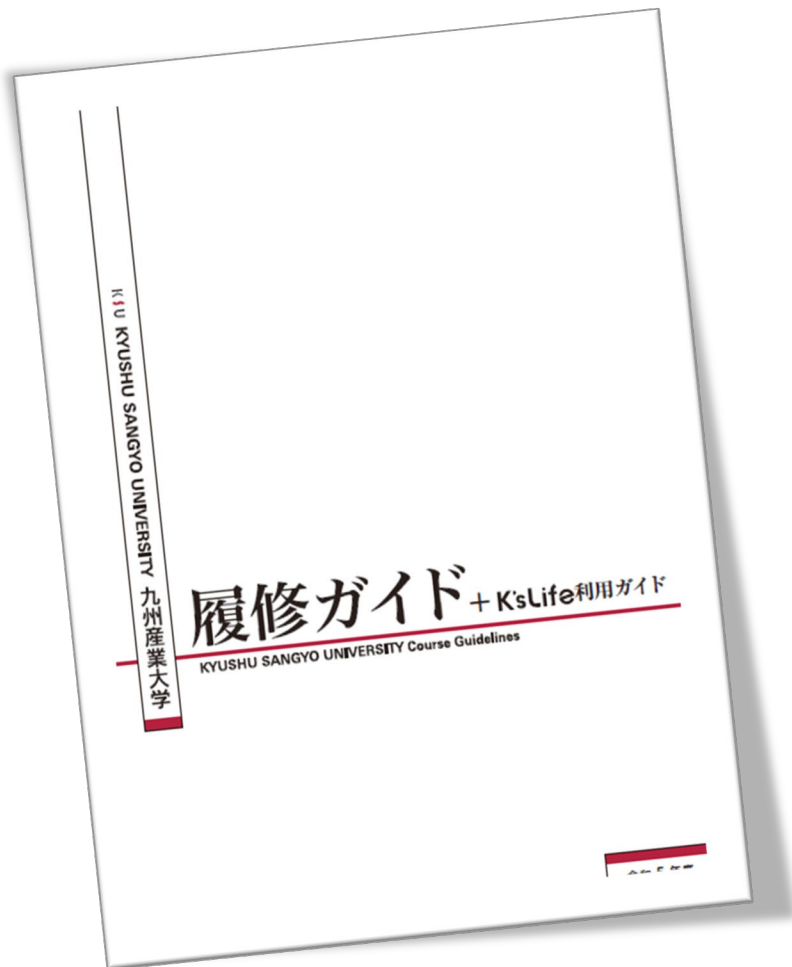 KSU KYUSHU SANGYO UNIVERSITY 九州産業大学
履修ガイド+K'sLife利用ガイド
KYUSHU SANGYO UNIVERSITY Course Guidelines